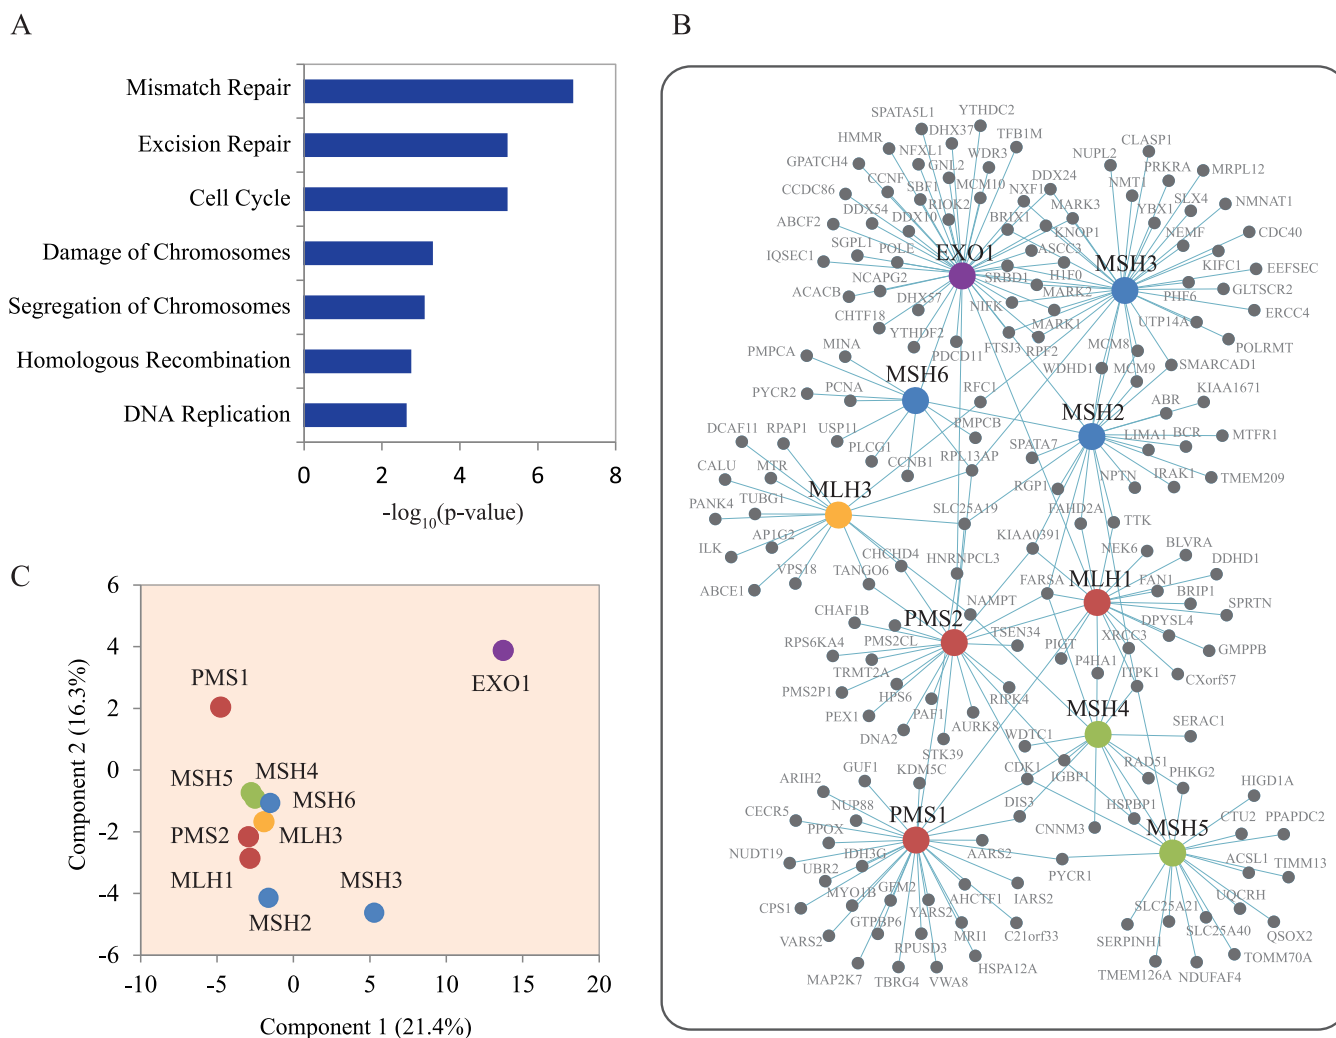 A
Mismatch Repair
Excision Repair
Cell Cycle
Damage of Chromosomes
Segregation of Chromosomes
Homologous Recombination
DNA Replication
0 2 4 6 8
-log10(p-value)
B
SPATA5L1 YTHDC2
HMMR DHX37 TFB1M CLASP1
GPATCH4 NFXL1 WDR3 NUPL2
CCNF GNL2 PRKRA MRPL12
CCDC86 SBF1 MCM10 NXF1 DDX24 NMT1
DDX54 RIOK2 MARK3 YBX1 SLX4 NMNAT1
ABCF2 DDX10 BRIX1 KNOP1 NEMF CDC40
SGPL1 POLE EXO1 ASCC3 MSH3
IQSEC1 NCAPG2 SRBD1 H1F0 KIFC1 EEFSEC
ACACB DHX57 NIFK MARK2 PHF6 GLTSCR2
CHTF18 MARK1 UTP14A ERCC4
YTHDF2 PDCD11 FTSJ3 RPF2 MCM8 POLRMT
PMPCA MINA MSH6 WDHD1 MCM9 SMARCAD1
PYCR2 PCNA RFC1 MSH2 ABR KIAA1671
DCAF11 RPAP1 USP11 PMPCB LIMA1 BCR MTFR1
PLCG1 SPATA7
CALU MTR CCNB1 RPL13AP NPTN IRAK1 TMEM209
PANK4 TUBG1 MLH3 RGP1
AP1G2 SLC25A19 FAHD2A TTK
ILK VPS18 CHCHD4 KIAA0391 NEK6 BLVRA
ABCE1 TANGO6 HNRNPCL3 FARSA MLH1 FAN1 DDHD1
CHAF1B PMS2 NAMPT BRIP1 SPRTN
RPS6KA4 PMS2CL TSEN34 PIGT XRCC3 DPYSL4
TRMT2A P4HA1 ITPK1 GMPPB
PMS2P1 HPS6 RIPK4 CXorf57
PEX1 PAF1 AURK8 MSH4 SERAC1
DNA2 STK39 WDTC1
ARIH2 GUF1 KDM5C CDK1 IGBP1 RAD51 PHKG2 HIGD1A
CECR5 NUP88 PMS1 DIS3 HSPBP1 CTU2 PPAPDC2
PPOX CNNM3 MSH5
NUDT19 IDH3G AARS2 ACSL1 TIMM13
UBR2 PYCR1
CPS1 MYO1B GFM2 AHCTF1 IARS2 UQCRH
GTPBP6 YARS2 SLC25A21
VARS2 RPUSD3 MRI1 C21orf33 SERPINH1 SLC25A40 QSOX2
MAP2K7 TBRG4 VWA8 HSPA12A TMEM126A NDUFAF4 TOMM70A
C
Component 2 (16.3%)
6
4
2
0
-2
-4
-6
PMS1
EXO1
MSH5 MSH4
MSH6
PMS2 MLH3
MLH1 MSH3
MSH2
-10 -5 0 5 10 15 20
Component 1 (21.4%)